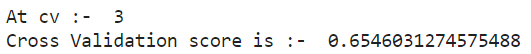 At cv :-  3
Cross Validation score is :-  0.6546031274575488